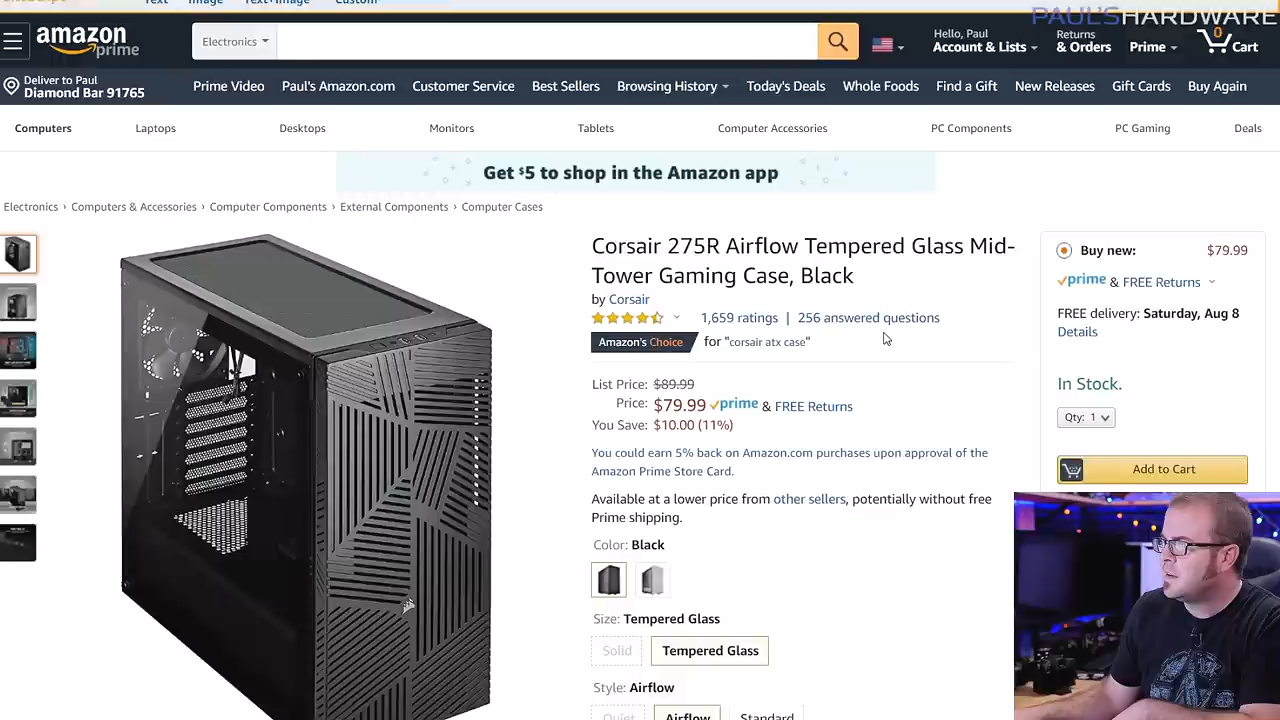 Text Image Text+Image Custom
PAUL'SHARDWARE
amazon prime
Electronics
Hello, Paul
Account & Lists
Returns
& Orders
Prime
0
Cart
Deliver to Paul
Diamond Bar 91765
Prime Video Paul's Amazon.com Customer Service Best Sellers Browsing History Today's Deals Whole Foods Find a Gift New Releases Gift Cards Buy Again
Computers Laptops Desktops Monitors Tablets Computer Accessories PC Components PC Gaming Deals
Get $5 to shop in the Amazon app
Electronics › Computers & Accessories › Computer Components › External Components › Computer Cases
Corsair 275R Airflow Tempered Glass Mid-
Tower Gaming Case, Black
by Corsair
1,659 ratings | 256 answered questions
Amazon's Choice for "corsair atx case"
List Price: $89.99
Price: $79.99 prime & FREE Returns
You Save: $10.00 (11%)
You could earn 5% back on Amazon.com purchases upon approval of the
Amazon Prime Store Card.
Available at a lower price from other sellers, potentially without free
Prime shipping.
Color: Black
Size: Tempered Glass
Solid Tempered Glass
Style: Airflow
Quiet Airflow Standard
Buy new: $79.99
prime & FREE Returns
FREE delivery: Saturday, Aug 8
Details
In Stock.
Qty: 1
Add to Cart